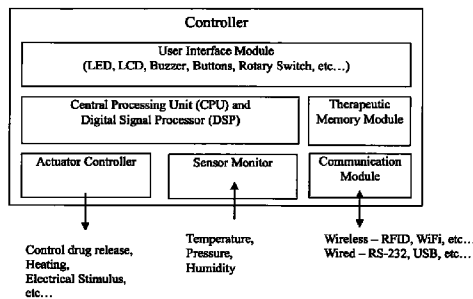 Controller
User Interface Module
(LED, LCD, Buzzer, Buttons, Rotary Switch, etc...)
Central Processing Unit (CPU) and
Digital Signal Processor (DSP)
Therapeutic
Memory Module
Actuator Controller
Sensor Monitor
Communication
Module
Control drug release,
Heating,
Electrical Stimulus,
etc...
Temperature,
Pressure,
Humidity
Wireless – RFID, WiFi, etc...
Wired – RS-232, USB, etc...